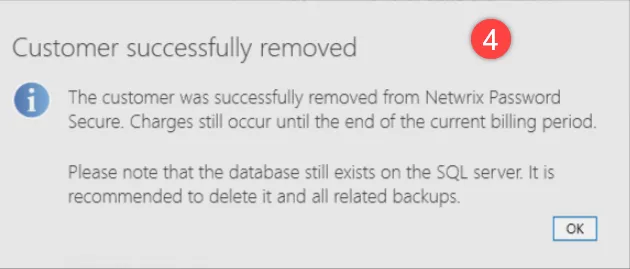 Customer successfully removed
4
The customer was successfully removed from Netwrix Password
Secure. Charges still occur until the end of the current billing period.
Please note that the database still exists on the SQL server. It is
recommended to delete it and all related backups.
OK